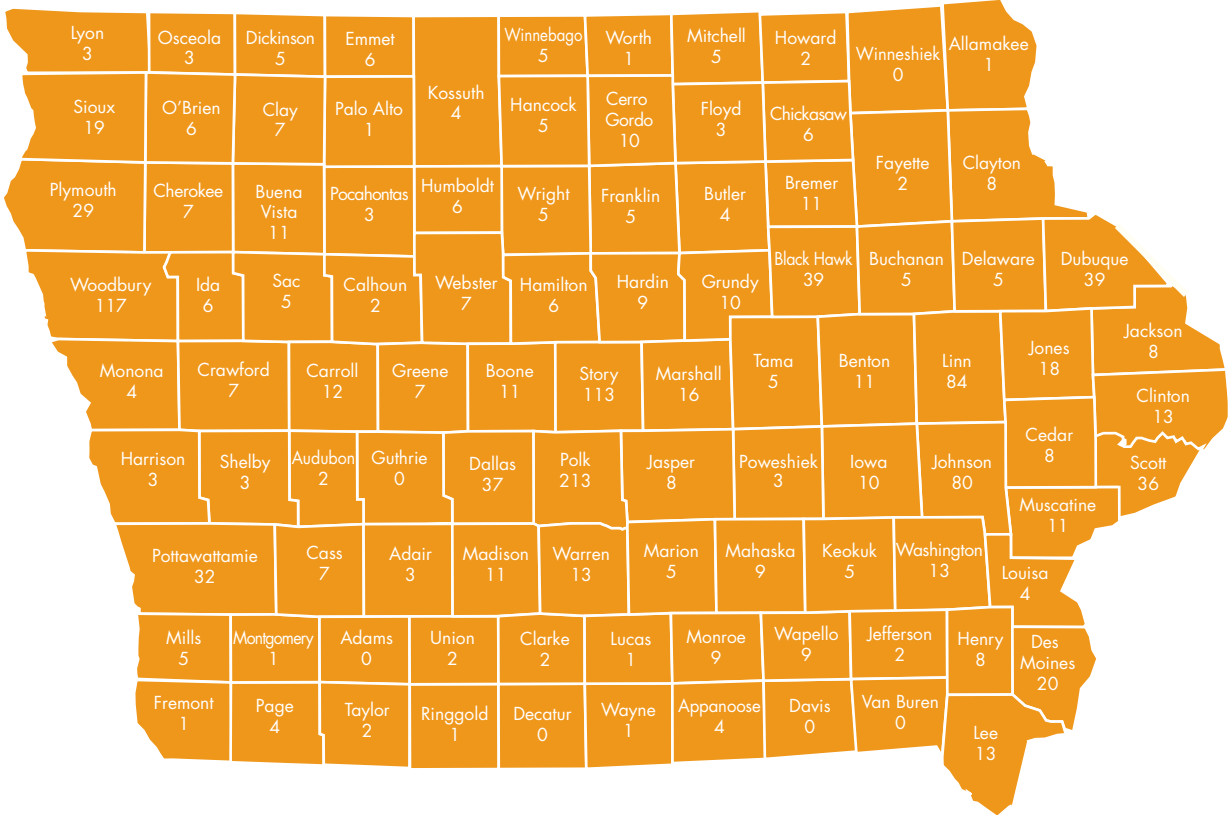 Lyon
3
Osceola
3
Dickinson
5
Emmet
6
Kossuth
4
Winnebago
5
Worth
1
Mitchell
5
Howard
2
Winneshiek
0
Allamakee
1
Sioux
19
O'Brien
6
Clay
7
Palo Alto
1
Hancock
5
Cerro
Gordo
10
Floyd
3
Chickasaw
6
Fayette
2
Clayton
8
Plymouth
29
Cherokee
7
Buena
Vista
11
Pocahontas
3
Humboldt
6
Wright
5
Franklin
5
Butler
4
Bremer
11
Woodbury
117
Ida
6
Sac
5
Calhoun
2
Webster
7
Hamilton
6
Hardin
9
Grundy
10
Black Hawk
39
Buchanan
5
Delaware
5
Dubuque
39
Monona
4
Crawford
7
Carroll
12
Greene
7
Boone
11
Story
113
Marshall
16
Tama
5
Benton
11
Linn
84
Jones
18
Jackson
8
Clinton
13
Harrison
3
Shelby
3
Audubon
2
Guthrie
0
Dallas
37
Polk
213
Jasper
8
Poweshiek
3
Iowa
10
Johnson
80
Cedar
8
Scott
36
Muscatine
11
Pottawattamie
32
Cass
7
Adair
3
Madison
11
Warren
13
Marion
5
Mahaska
9
Keokuk
5
Washington
13
Louisa
4
Mills
5
Montgomery
1
Adams
0
Union
2
Clarke
2
Lucas
1
Monroe
9
Wapello
9
Jefferson
2
Henry
8
Des
Moines
20
Fremont
1
Page
4
Taylor
2
Ringgold
1
Decatur
0
Wayne
1
Appanoose
4
Davis
0
Van Buren
0
Lee
13